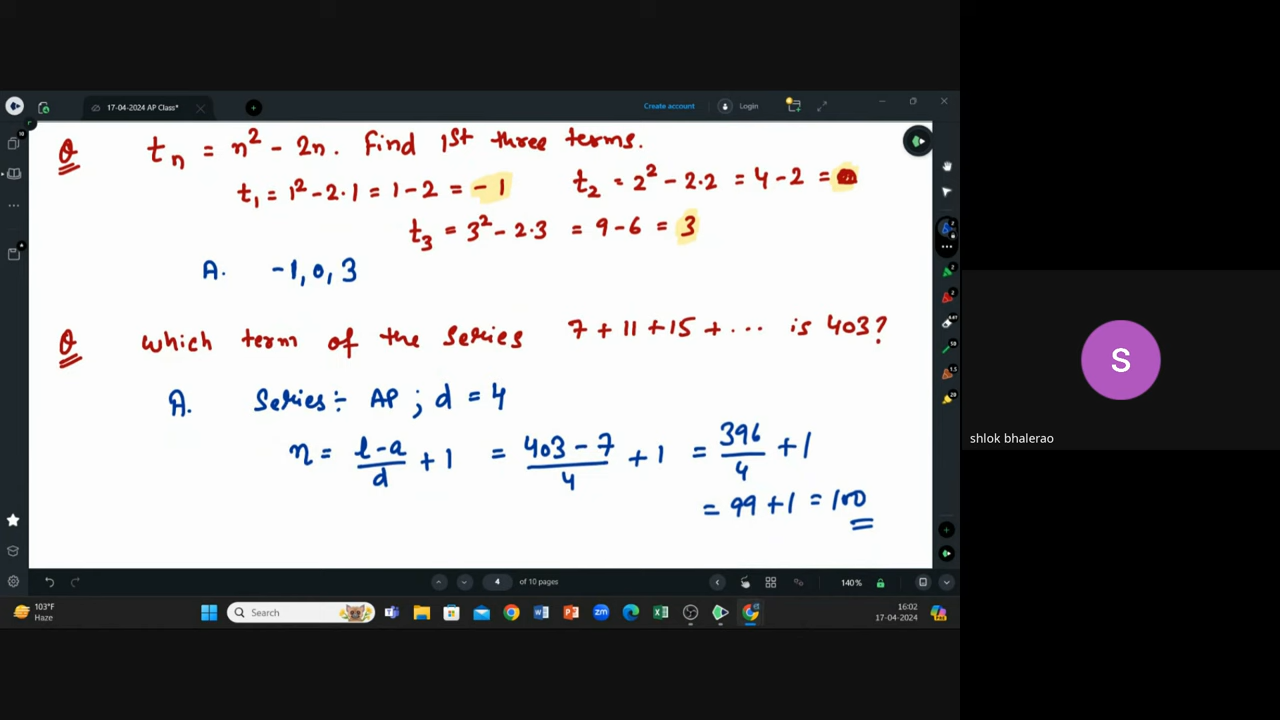 17-04-2024 AP Class*
Create account
Login
Q tₙ = n² - 2n. Find 1st three terms.
t₁ = 1² - 2·1 = 1 - 2 = -1 t₂ = 2² - 2·2 = 4 - 2 =
t₃ = 3² - 2·3 = 9 - 6 = 3
A. -1, 0, 3
Q which term of the series 7 + 11 + 15 + ... is 403?
A. Series:- AP ; d = 4
n = (l-a)/d + 1 = (403 - 7)/4 + 1 = 396/4 + 1
= 99 + 1 = 100
S
shlok bhalerao
4 of 10 pages
140%
103°F
Haze
Search
16:02
17-04-2024